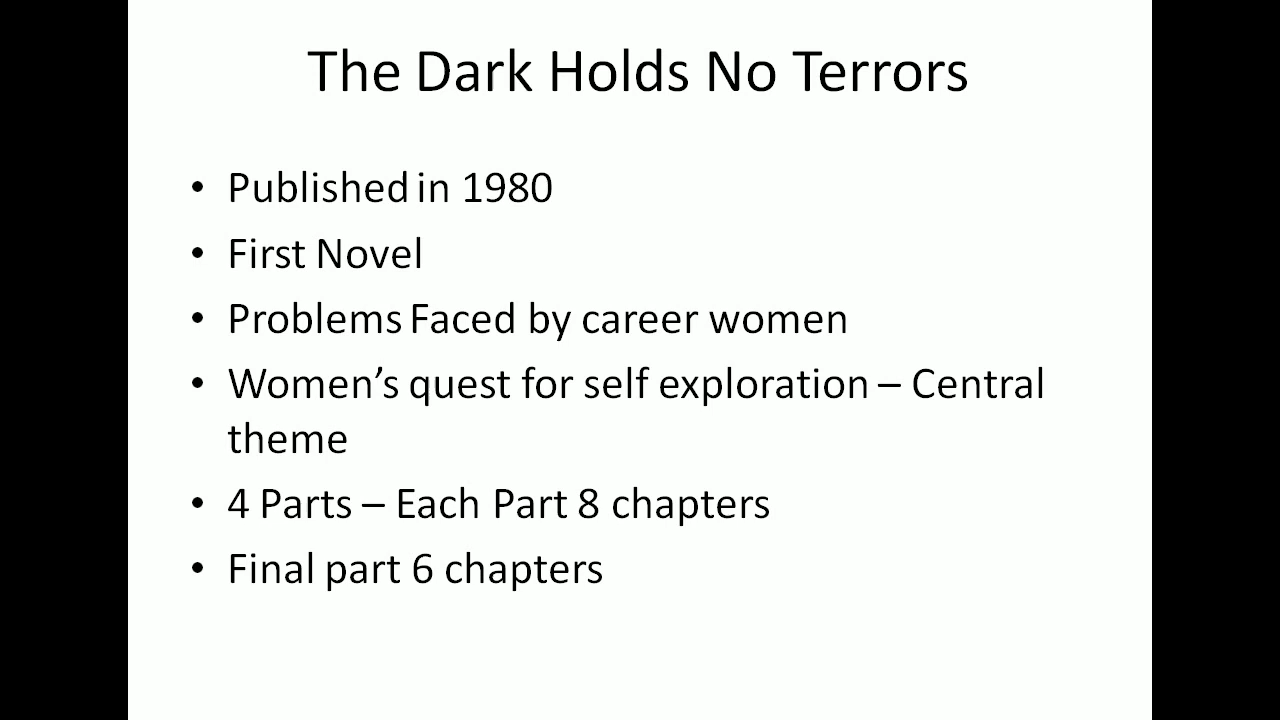 The Dark Holds No Terrors
• Published in 1980
• First Novel
• Problems Faced by career women
• Women’s quest for self exploration – Central
theme
• 4 Parts – Each Part 8 chapters
• Final part 6 chapters